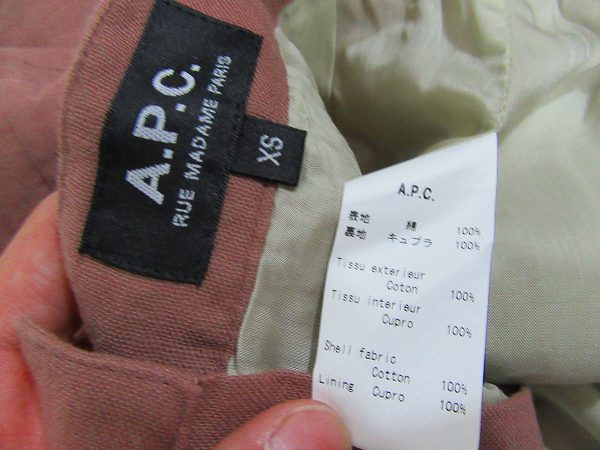 A.P.C.
RUE MADAME PARIS
XS
A.P.C.
表地 綿 100%
裏地 キュプラ 100%
Tissu exterieur
Coton 100%
Tissu interieur
Cupro 100%
Shell fabric
Cotton 100%
Lining Cupro 100%